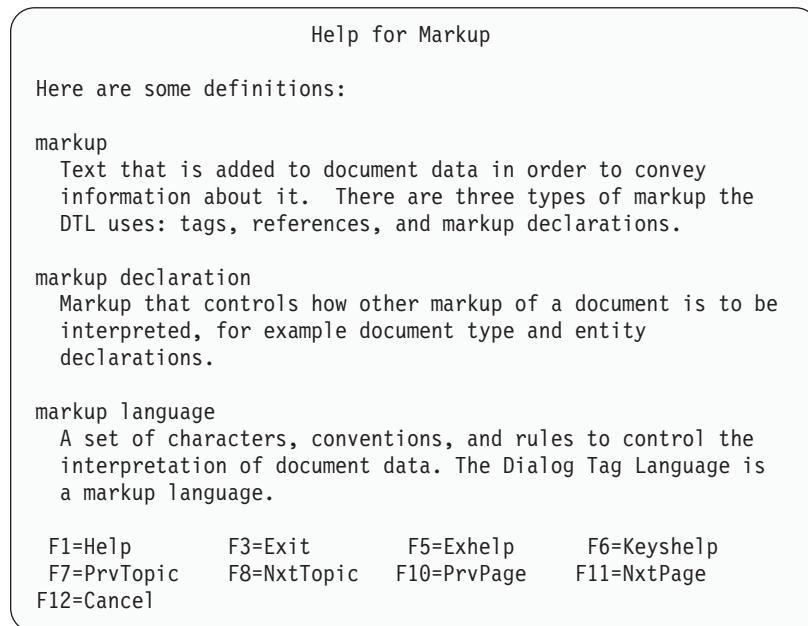 Help for Markup
Here are some definitions:
markup
Text that is added to document data in order to convey
information about it. There are three types of markup the
DTL uses: tags, references, and markup declarations.
markup declaration
Markup that controls how other markup of a document is to be
interpreted, for example document type and entity
declarations.
markup language
A set of characters, conventions, and rules to control the
interpretation of document data. The Dialog Tag Language is
a markup language.
F1=Help F3=Exit F5=Exhelp F6=Keyshelp
F7=PrvTopic F8=NxtTopic F10=PrvPage F11=NxtPage
F12=Cancel